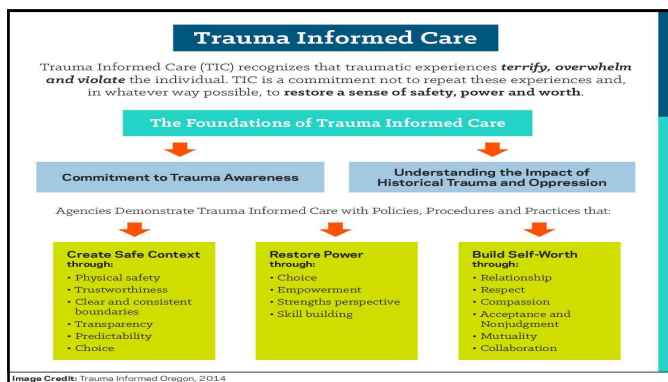 Trauma Informed Care
Trauma Informed Care (TIC) recognizes that traumatic experiences terrify, overwhelm
and violate the individual. TIC is a commitment not to repeat these experiences and,
in whatever way possible, to restore a sense of safety, power and worth.
The Foundations of Trauma Informed Care
Commitment to Trauma Awareness
Understanding the Impact of
Historical Trauma and Oppression
Agencies Demonstrate Trauma Informed Care with Policies, Procedures and Practices that:
Create Safe Context
through:
• Physical safety
• Trustworthiness
• Clear and consistent
boundaries
• Transparency
• Predictability
• Choice
Restore Power
through:
• Choice
• Empowerment
• Strengths perspective
• Skill building
Build Self-Worth
through:
• Relationship
• Respect
• Compassion
• Acceptance and
Nonjudgment
• Mutuality
• Collaboration
Image Credit: Trauma Informed Oregon, 2014